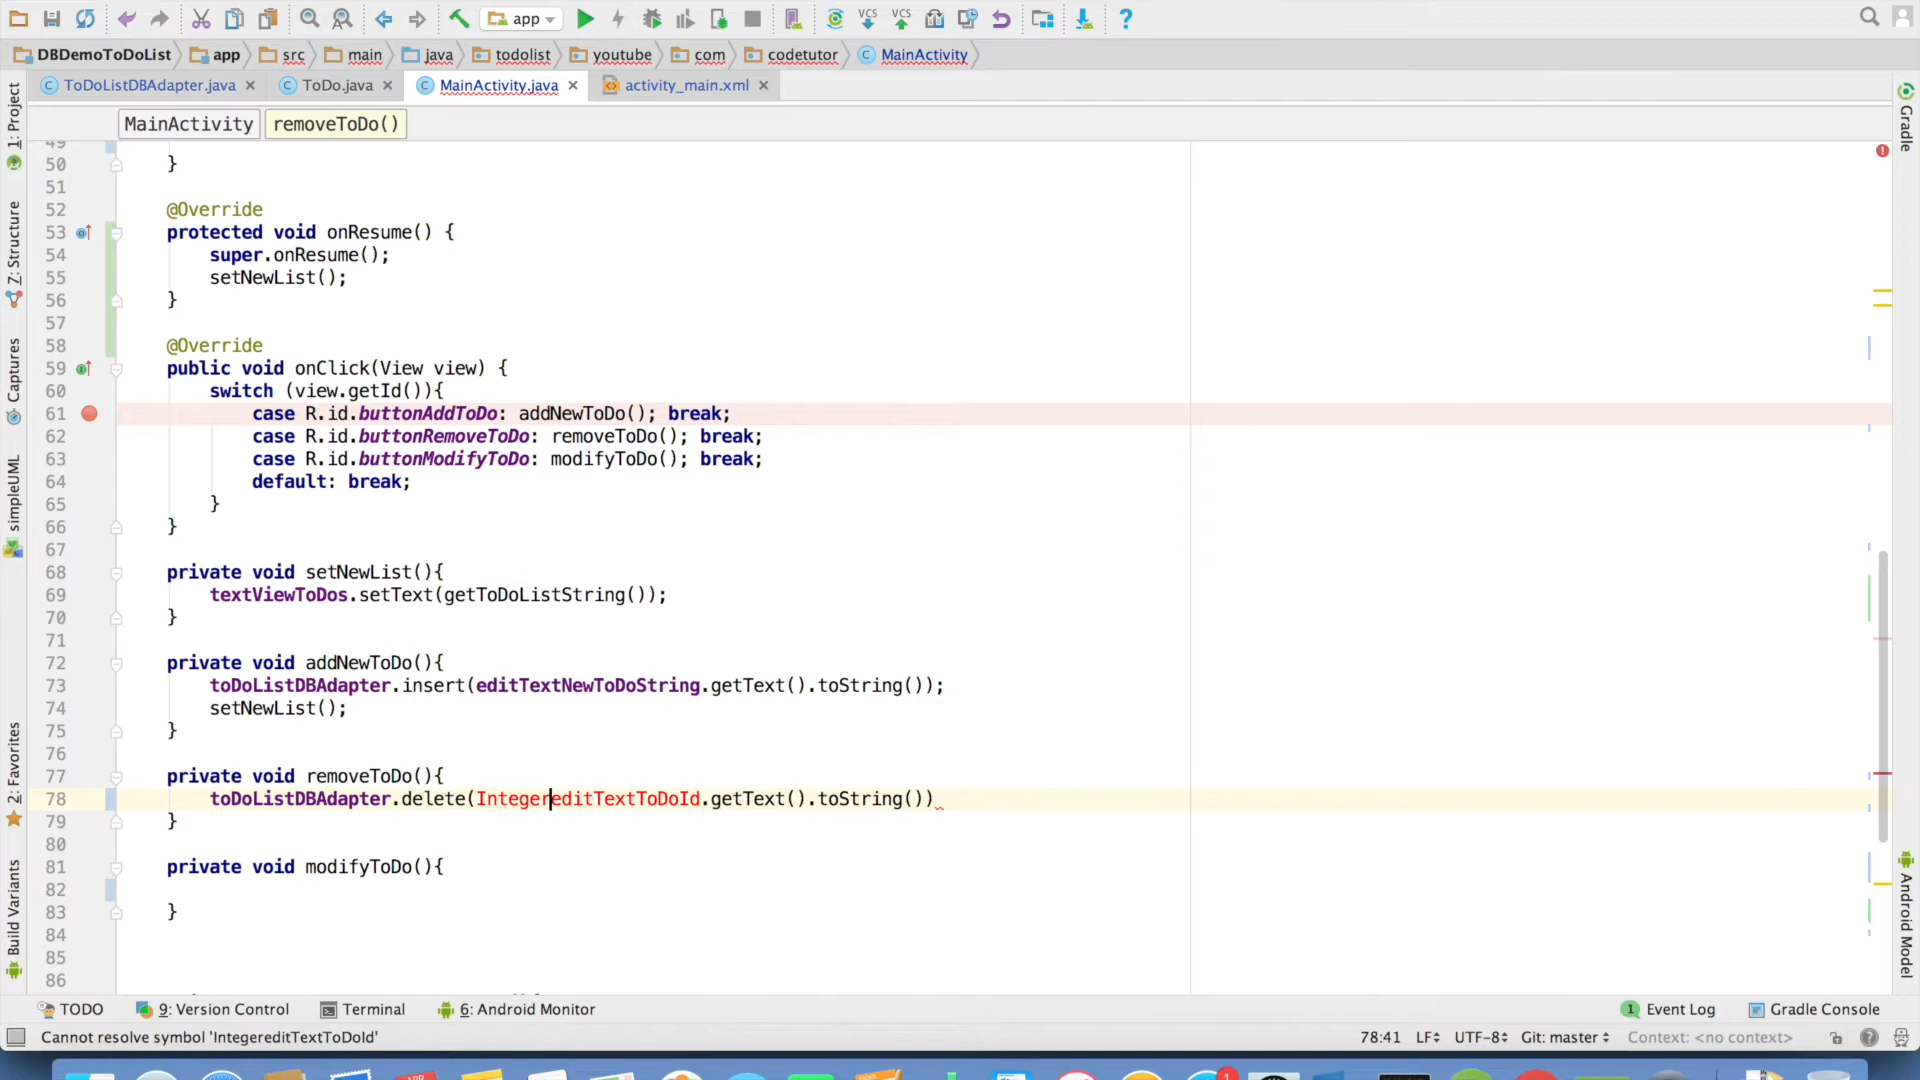 app
VCS
VCS
?
DBDemoToDoList app src main java todolist youtube com codetutor MainActivity
ToDoListDBAdapter.java ToDo.java MainActivity.java activity_main.xml
MainActivity removeToDo()
1: Project
Z: Structure
Captures
simpleUML
2: Favorites
Build Variants
Gradle
Android Model
49
50 }
51
52 @Override
53 protected void onResume() {
54 super.onResume();
55 setNewList();
56 }
57
58 @Override
59 public void onClick(View view) {
60 switch (view.getId()){
61 case R.id.buttonAddToDo: addNewToDo(); break;
62 case R.id.buttonRemoveToDo: removeToDo(); break;
63 case R.id.buttonModifyToDo: modifyToDo(); break;
64 default: break;
65 }
66 }
67
68 private void setNewList(){
69 textViewToDos.setText(getToDoListString());
70 }
71
72 private void addNewToDo(){
73 toDoListDBAdapter.insert(editTextNewToDoString.getText().toString());
74 setNewList();
75 }
76
77 private void removeToDo(){
78 toDoListDBAdapter.delete(IntegereditTextToDoId.getText().toString())
79 }
80
81 private void modifyToDo(){
82
83 }
84
85
86
TODO 9: Version Control Terminal 6: Android Monitor 1 Event Log Gradle Console
Cannot resolve symbol 'IntegereditTextToDoId' 78:41 LF UTF-8 Git: master Context: <no context>